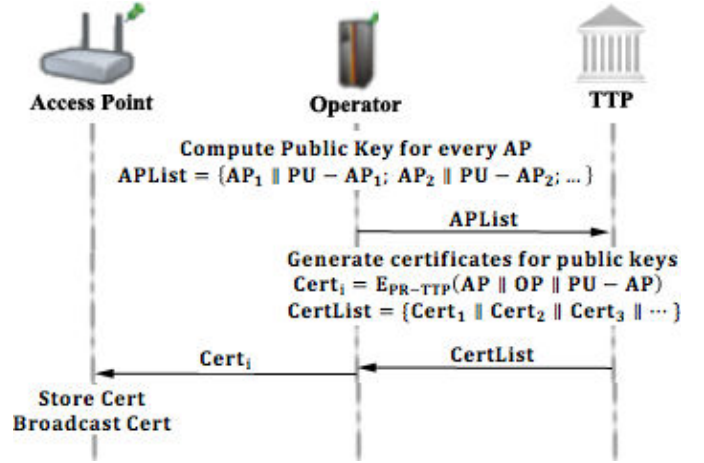 Access Point
Operator
TTP
Compute Public Key for every AP
APList = {AP₁ ∥ PU − AP₁; AP₂ ∥ PU − AP₂; … }
APList
Generate certificates for public keys
Certᵢ = E_PR−TTP(AP ∥ OP ∥ PU − AP)
CertList = {Cert₁ ∥ Cert₂ ∥ Cert₃ ∥ ⋯ }
Certᵢ
CertList
Store Cert
Broadcast Cert